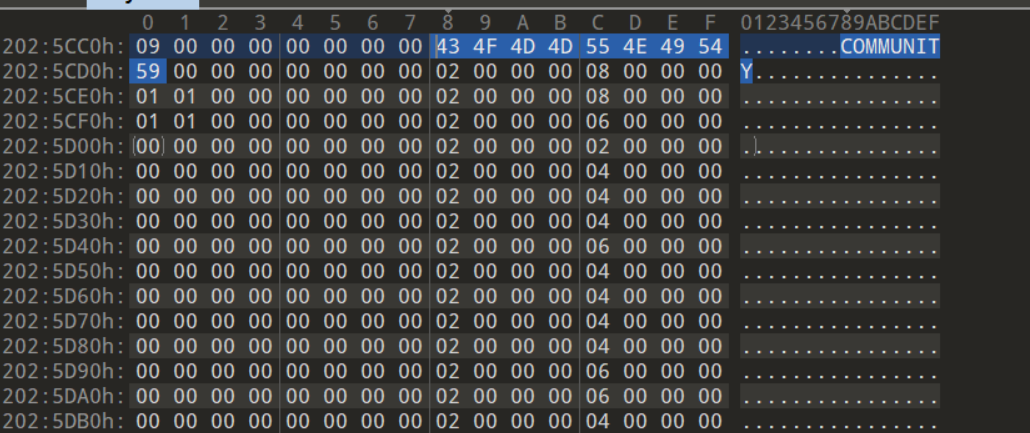 0 1 2 3 4 5 6 7 8 9 A B C D E F 0123456789ABCDEF
202:5CC0h: 09 00 00 00 00 00 00 00 43 4F 4D 4D 55 4E 49 54 ........COMMUNIT
202:5CD0h: 59 00 00 00 00 00 00 00 02 00 00 00 08 00 00 00 Y...............
202:5CE0h: 01 01 00 00 00 00 00 00 02 00 00 00 08 00 00 00 ................
202:5CF0h: 01 01 00 00 00 00 00 00 02 00 00 00 06 00 00 00 ................
202:5D00h: 00 00 00 00 00 00 00 00 02 00 00 00 02 00 00 00 ................
202:5D10h: 00 00 00 00 00 00 00 00 02 00 00 00 04 00 00 00 ................
202:5D20h: 00 00 00 00 00 00 00 00 02 00 00 00 04 00 00 00 ................
202:5D30h: 00 00 00 00 00 00 00 00 02 00 00 00 04 00 00 00 ................
202:5D40h: 00 00 00 00 00 00 00 00 02 00 00 00 06 00 00 00 ................
202:5D50h: 00 00 00 00 00 00 00 00 02 00 00 00 04 00 00 00 ................
202:5D60h: 00 00 00 00 00 00 00 00 02 00 00 00 04 00 00 00 ................
202:5D70h: 00 00 00 00 00 00 00 00 02 00 00 00 04 00 00 00 ................
202:5D80h: 00 00 00 00 00 00 00 00 02 00 00 00 04 00 00 00 ................
202:5D90h: 00 00 00 00 00 00 00 00 02 00 00 00 06 00 00 00 ................
202:5DA0h: 00 00 00 00 00 00 00 00 02 00 00 00 06 00 00 00 ................
202:5DB0h: 00 00 00 00 00 00 00 00 02 00 00 00 04 00 00 00 ................